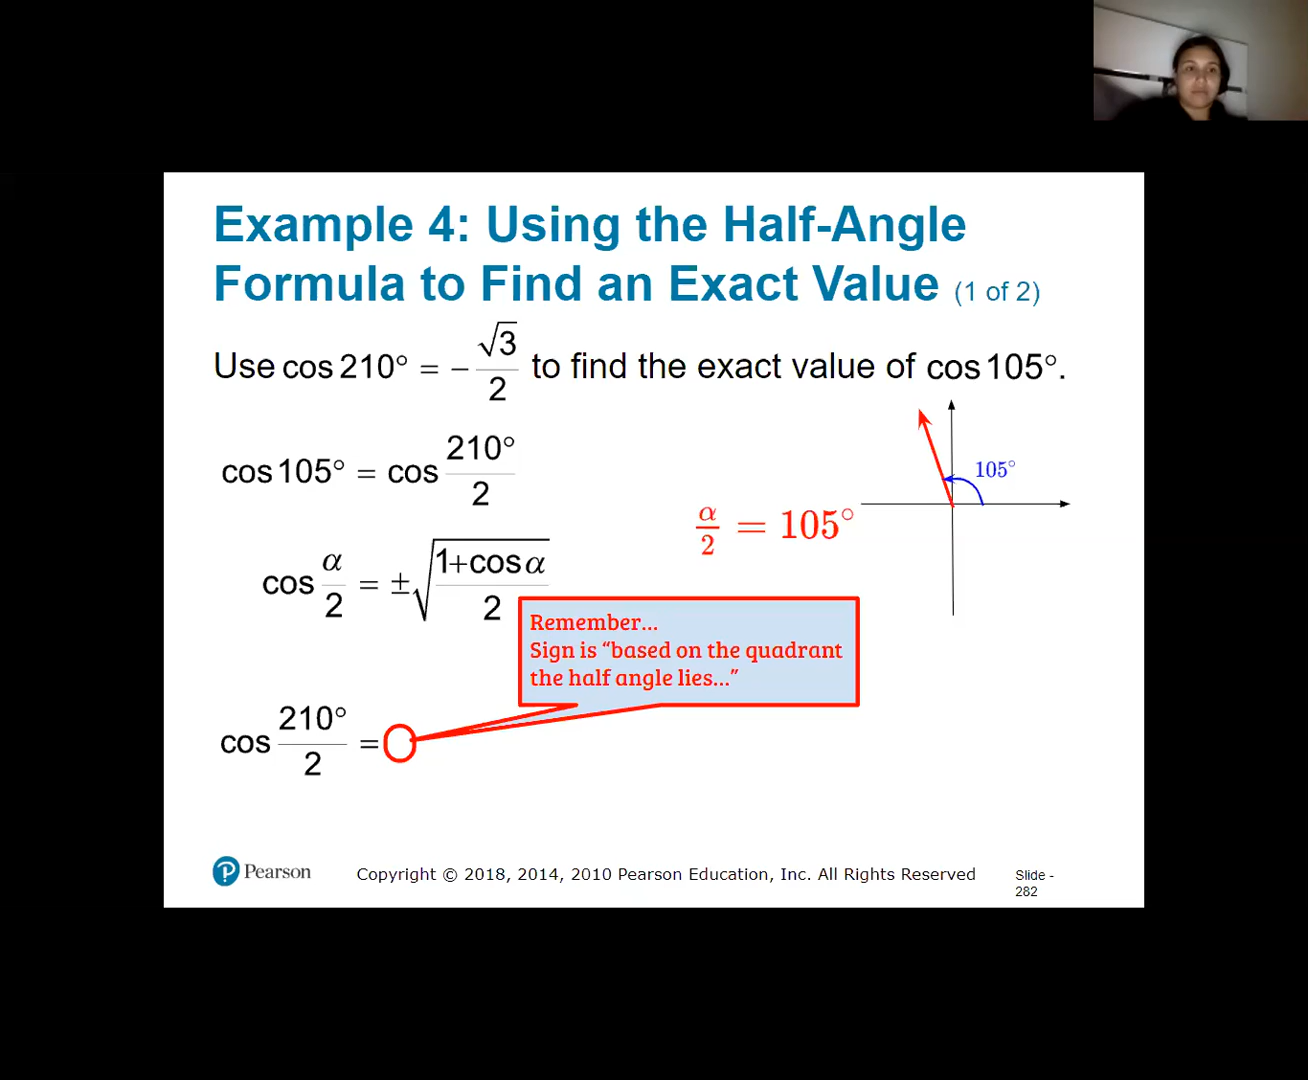 Example 4: Using the Half-Angle
Formula to Find an Exact Value (1 of 2)
Use cos 210° = −√3/2 to find the exact value of cos 105°.
cos 105° = cos 210°/2
105°
α/2 = 105°
cos α/2 = ±√(1+cos α/2)
Remember...
Sign is “based on the quadrant
the half angle lies...”
cos 210°/2 =
Pearson
Copyright © 2018, 2014, 2010 Pearson Education, Inc. All Rights Reserved
Slide -
282